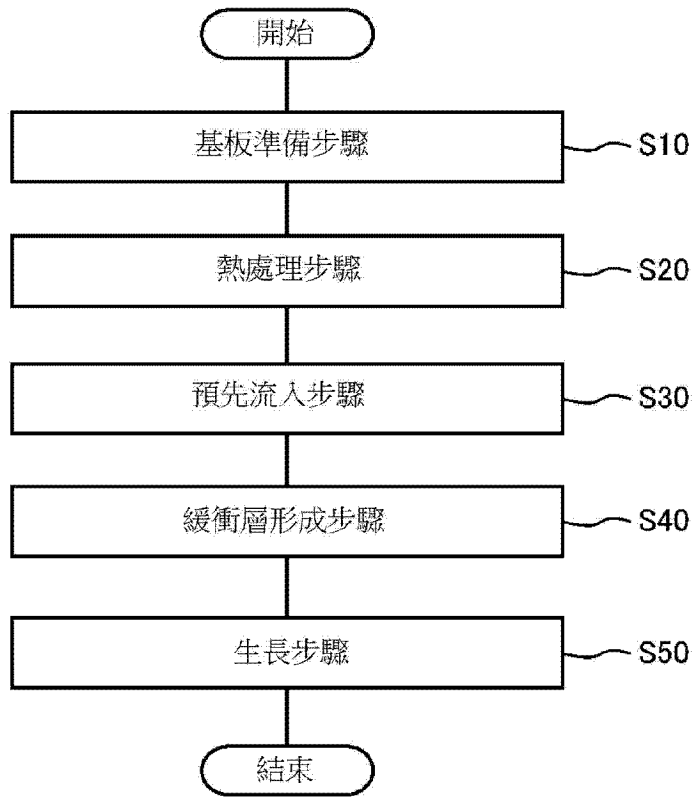 開始
基板準備步驟 S10
熱處理步驟 S20
預先流入步驟 S30
緩衝層形成步驟 S40
生長步驟 S50
結束